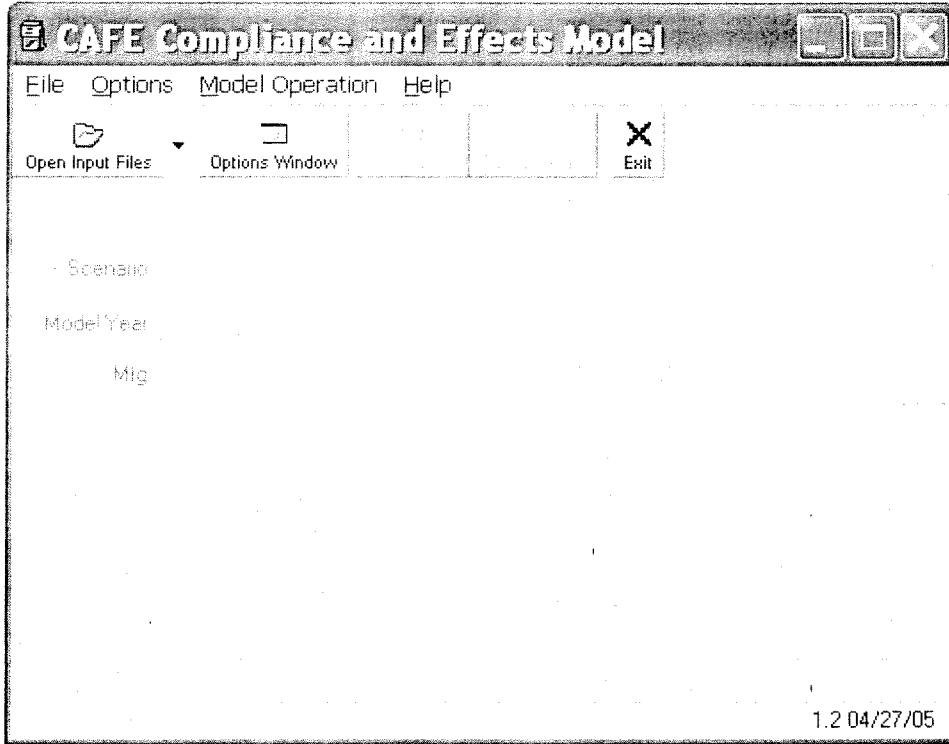 CAFE Compliance and Effects Model
File Options Model Operation Help
Open Input Files Options Window Exit
Scenario
Model Year
Mfg
1.2 04/27/05